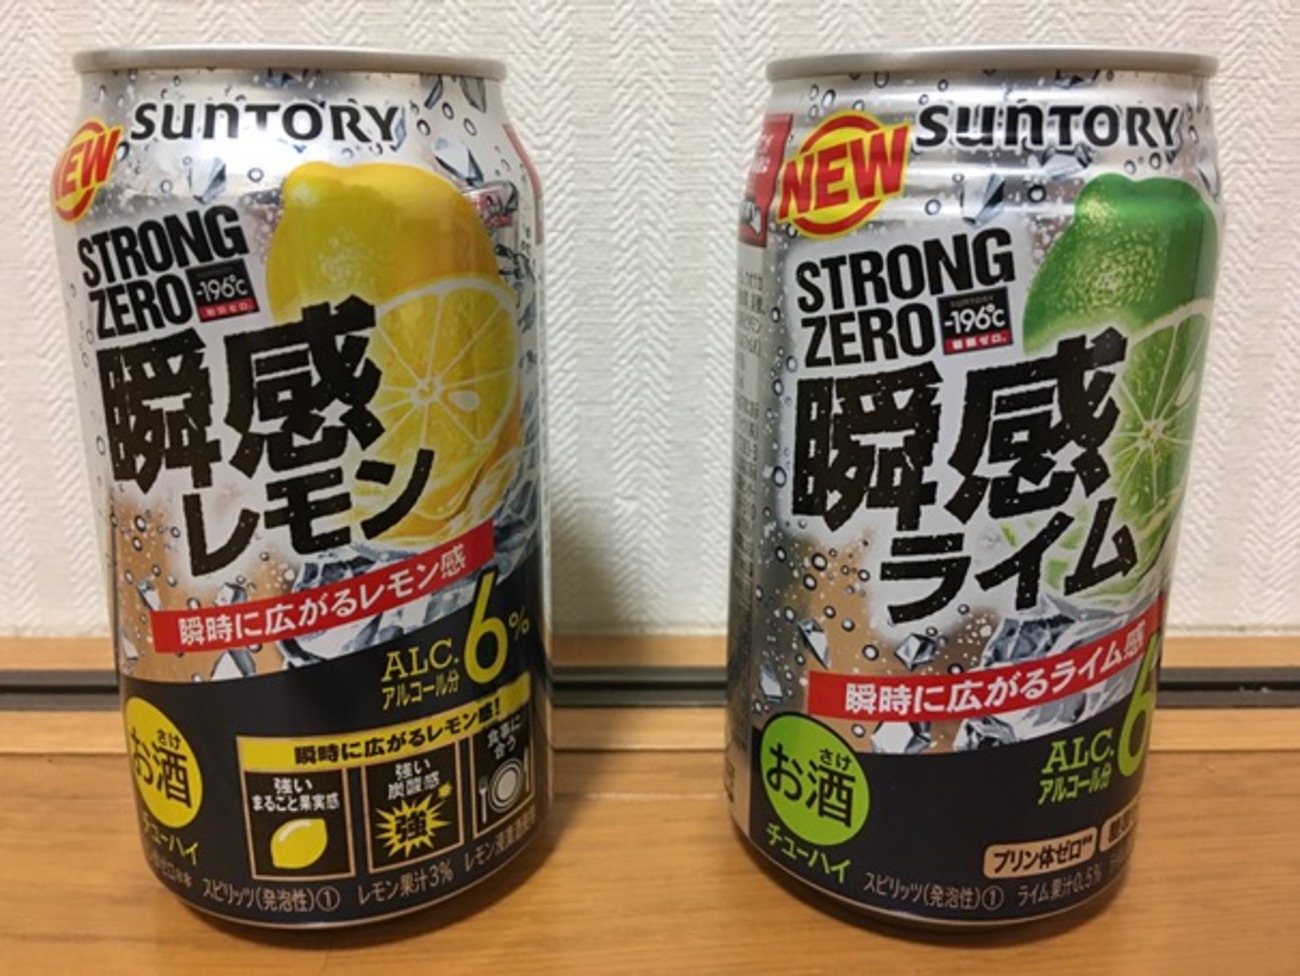 SUNTORY
NEW
STRONG
ZERO
-196℃
瞬感
レモン
瞬時に広がるレモン感
ALC.
アルコール分
6%
さけ
お酒
チューハイ
瞬時に広がるレモン感!
強い
まるごと果実感
強い
炭酸感
強
食事に
合う
スピリッツ(発泡性)① レモン果汁3%
SUNTORY
NEW
STRONG
ZERO
SUNTORY
-196℃
糖類ゼロ。
瞬感
ライム
瞬時に広がるライム感
ALC.
アルコール分
6
さけ
お酒
チューハイ
プリン体ゼロ
スピリッツ(発泡性)① ライム果汁0.5%